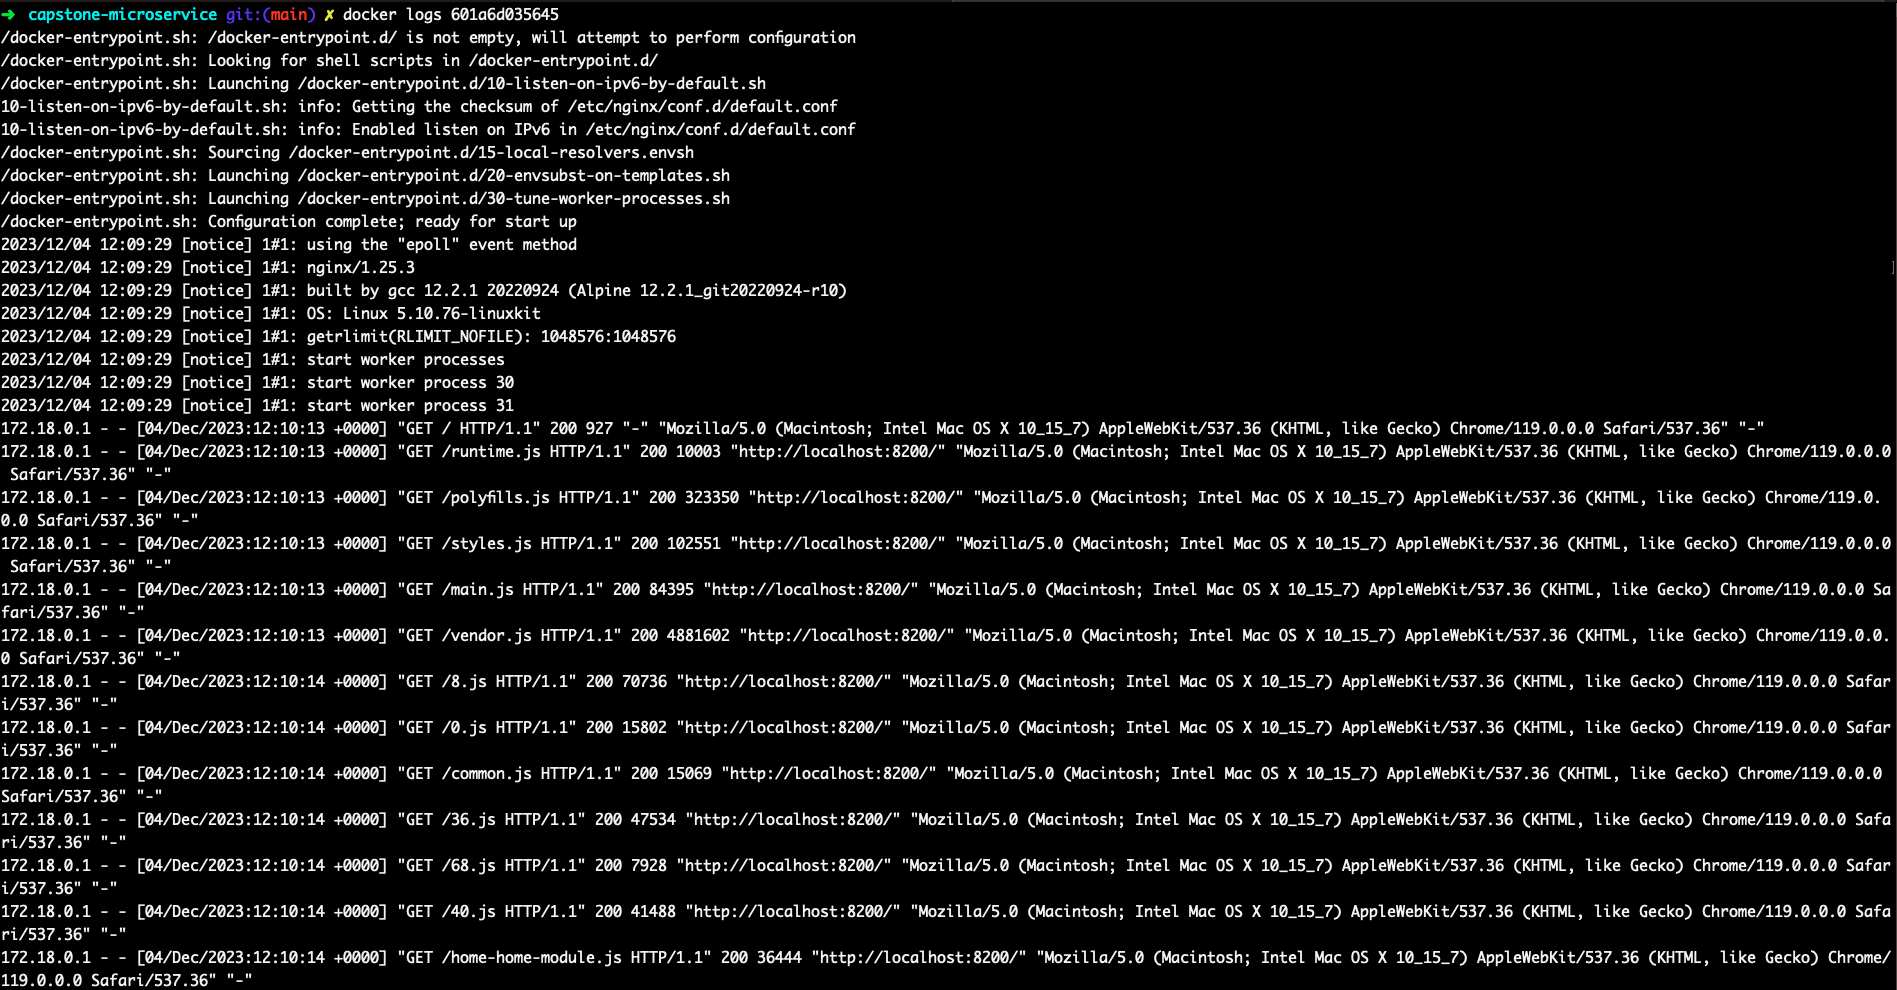 ➜ capstone-microservice git:(main) ✗ docker logs 601a6d035645
/docker-entrypoint.sh: /docker-entrypoint.d/ is not empty, will attempt to perform configuration
/docker-entrypoint.sh: Looking for shell scripts in /docker-entrypoint.d/
/docker-entrypoint.sh: Launching /docker-entrypoint.d/10-listen-on-ipv6-by-default.sh
10-listen-on-ipv6-by-default.sh: info: Getting the checksum of /etc/nginx/conf.d/default.conf
10-listen-on-ipv6-by-default.sh: info: Enabled listen on IPv6 in /etc/nginx/conf.d/default.conf
/docker-entrypoint.sh: Sourcing /docker-entrypoint.d/15-local-resolvers.envsh
/docker-entrypoint.sh: Launching /docker-entrypoint.d/20-envsubst-on-templates.sh
/docker-entrypoint.sh: Launching /docker-entrypoint.d/30-tune-worker-processes.sh
/docker-entrypoint.sh: Configuration complete; ready for start up
2023/12/04 12:09:29 [notice] 1#1: using the "epoll" event method
2023/12/04 12:09:29 [notice] 1#1: nginx/1.25.3
2023/12/04 12:09:29 [notice] 1#1: built by gcc 12.2.1 20220924 (Alpine 12.2.1_git20220924-r10)
2023/12/04 12:09:29 [notice] 1#1: OS: Linux 5.10.76-linuxkit
2023/12/04 12:09:29 [notice] 1#1: getrlimit(RLIMIT_NOFILE): 1048576:1048576
2023/12/04 12:09:29 [notice] 1#1: start worker processes
2023/12/04 12:09:29 [notice] 1#1: start worker process 30
2023/12/04 12:09:29 [notice] 1#1: start worker process 31
172.18.0.1 - - [04/Dec/2023:12:10:13 +0000] "GET / HTTP/1.1" 200 927 "-" "Mozilla/5.0 (Macintosh; Intel Mac OS X 10_15_7) AppleWebKit/537.36 (KHTML, like Gecko) Chrome/119.0.0.0 Safari/537.36" "-"
172.18.0.1 - - [04/Dec/2023:12:10:13 +0000] "GET /runtime.js HTTP/1.1" 200 10003 "http://localhost:8200/" "Mozilla/5.0 (Macintosh; Intel Mac OS X 10_15_7) AppleWebKit/537.36 (KHTML, like Gecko) Chrome/119.0.0.0
 Safari/537.36" "-"
172.18.0.1 - - [04/Dec/2023:12:10:13 +0000] "GET /polyfills.js HTTP/1.1" 200 323350 "http://localhost:8200/" "Mozilla/5.0 (Macintosh; Intel Mac OS X 10_15_7) AppleWebKit/537.36 (KHTML, like Gecko) Chrome/119.0.
0.0 Safari/537.36" "-"
172.18.0.1 - - [04/Dec/2023:12:10:13 +0000] "GET /styles.js HTTP/1.1" 200 102551 "http://localhost:8200/" "Mozilla/5.0 (Macintosh; Intel Mac OS X 10_15_7) AppleWebKit/537.36 (KHTML, like Gecko) Chrome/119.0.0.0
 Safari/537.36" "-"
172.18.0.1 - - [04/Dec/2023:12:10:13 +0000] "GET /main.js HTTP/1.1" 200 84395 "http://localhost:8200/" "Mozilla/5.0 (Macintosh; Intel Mac OS X 10_15_7) AppleWebKit/537.36 (KHTML, like Gecko) Chrome/119.0.0.0 Sa
fari/537.36" "-"
172.18.0.1 - - [04/Dec/2023:12:10:13 +0000] "GET /vendor.js HTTP/1.1" 200 4881602 "http://localhost:8200/" "Mozilla/5.0 (Macintosh; Intel Mac OS X 10_15_7) AppleWebKit/537.36 (KHTML, like Gecko) Chrome/119.0.0.
0 Safari/537.36" "-"
172.18.0.1 - - [04/Dec/2023:12:10:14 +0000] "GET /8.js HTTP/1.1" 200 70736 "http://localhost:8200/" "Mozilla/5.0 (Macintosh; Intel Mac OS X 10_15_7) AppleWebKit/537.36 (KHTML, like Gecko) Chrome/119.0.0.0 Safar
i/537.36" "-"
172.18.0.1 - - [04/Dec/2023:12:10:14 +0000] "GET /0.js HTTP/1.1" 200 15802 "http://localhost:8200/" "Mozilla/5.0 (Macintosh; Intel Mac OS X 10_15_7) AppleWebKit/537.36 (KHTML, like Gecko) Chrome/119.0.0.0 Safar
i/537.36" "-"
172.18.0.1 - - [04/Dec/2023:12:10:14 +0000] "GET /common.js HTTP/1.1" 200 15069 "http://localhost:8200/" "Mozilla/5.0 (Macintosh; Intel Mac OS X 10_15_7) AppleWebKit/537.36 (KHTML, like Gecko) Chrome/119.0.0.0
Safari/537.36" "-"
172.18.0.1 - - [04/Dec/2023:12:10:14 +0000] "GET /36.js HTTP/1.1" 200 47534 "http://localhost:8200/" "Mozilla/5.0 (Macintosh; Intel Mac OS X 10_15_7) AppleWebKit/537.36 (KHTML, like Gecko) Chrome/119.0.0.0 Safa
ri/537.36" "-"
172.18.0.1 - - [04/Dec/2023:12:10:14 +0000] "GET /68.js HTTP/1.1" 200 7928 "http://localhost:8200/" "Mozilla/5.0 (Macintosh; Intel Mac OS X 10_15_7) AppleWebKit/537.36 (KHTML, like Gecko) Chrome/119.0.0.0 Safar
i/537.36" "-"
172.18.0.1 - - [04/Dec/2023:12:10:14 +0000] "GET /40.js HTTP/1.1" 200 41488 "http://localhost:8200/" "Mozilla/5.0 (Macintosh; Intel Mac OS X 10_15_7) AppleWebKit/537.36 (KHTML, like Gecko) Chrome/119.0.0.0 Safa
ri/537.36" "-"
172.18.0.1 - - [04/Dec/2023:12:10:14 +0000] "GET /home-home-module.js HTTP/1.1" 200 36444 "http://localhost:8200/" "Mozilla/5.0 (Macintosh; Intel Mac OS X 10_15_7) AppleWebKit/537.36 (KHTML, like Gecko) Chrome/
119.0.0.0 Safari/537.36" "-"